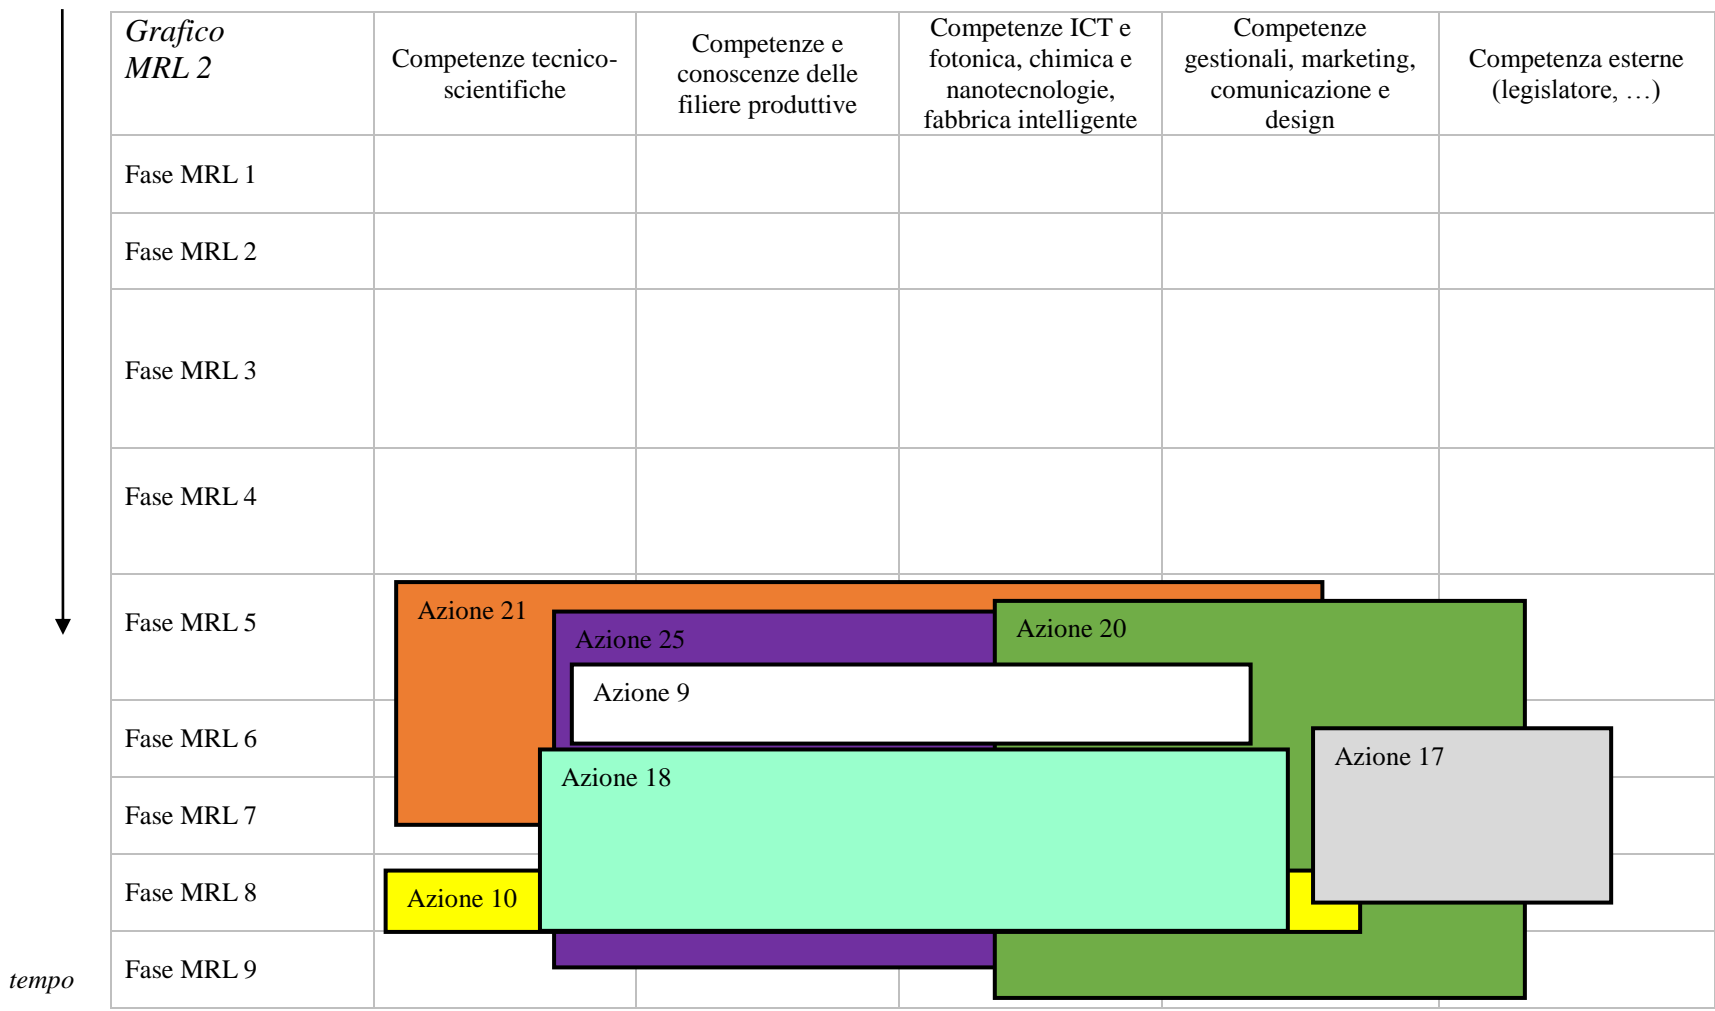 Grafico
MRL 2
Competenze tecnico-
scientifiche
Competenze e
conoscenze delle
filiere produttive
Competenze ICT e
fotonica, chimica e
nanotecnologie,
fabbrica intelligente
Competenze
gestionali, marketing,
comunicazione e
design
Competenza esterne
(legislatore, …)
Fase MRL 1
Fase MRL 2
Fase MRL 3
Fase MRL 4
Fase MRL 5
Azione 21
Azione 25
Azione 20
Azione 9
Fase MRL 6
Azione 17
Azione 18
Fase MRL 7
Fase MRL 8
Azione 10
Fase MRL 9
tempo